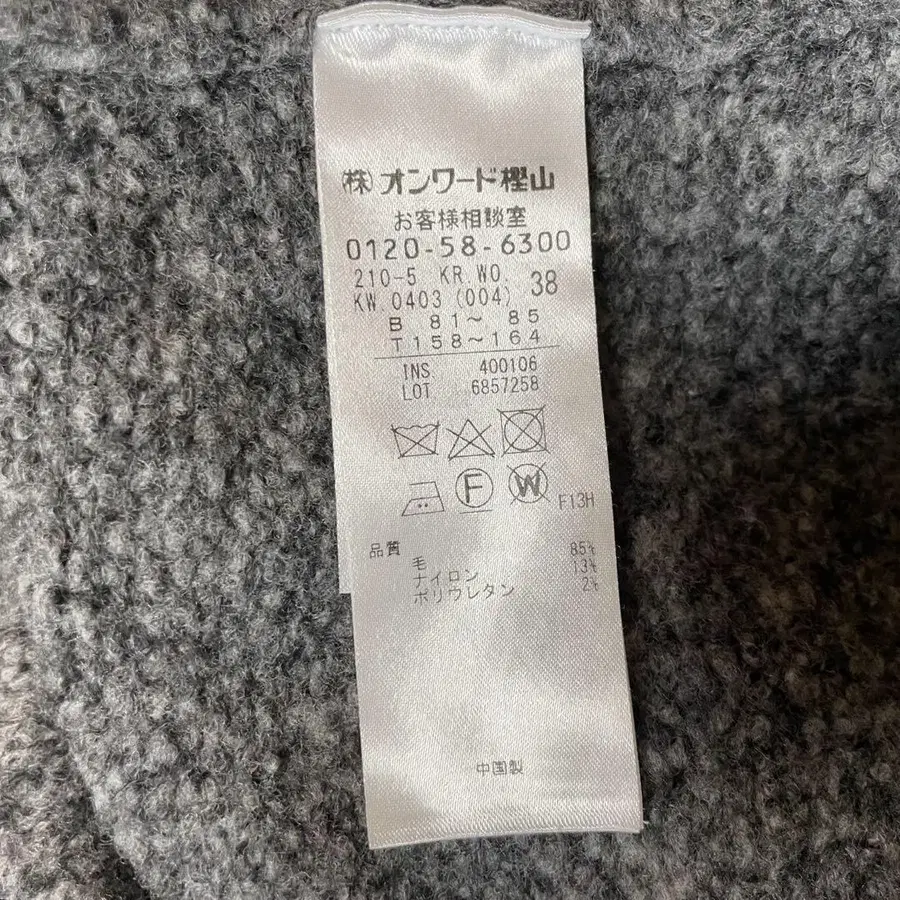 (株)オンワード樫山
お客様相談室
0120-58-6300
210-5 KR.WO. 38
KW.0403 (004)
B 81～ 85
T158～164
INS. 400106
LOT 6857258
F W F13H
品質
毛 85%
ナイロン 13%
ポリウレタン 2%
中国製